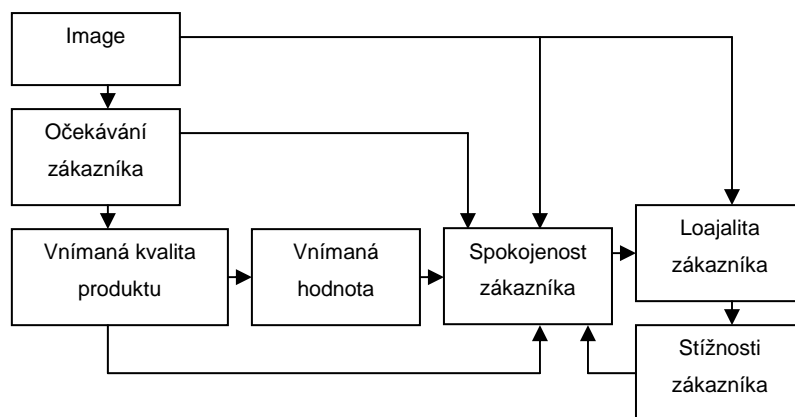 Image
Očekávání
zákazníka
Vnímaná kvalita
produktu
Vnímaná
hodnota
Spokojenost
zákazníka
Loajalita
zákazníka
Stížnosti
zákazníka